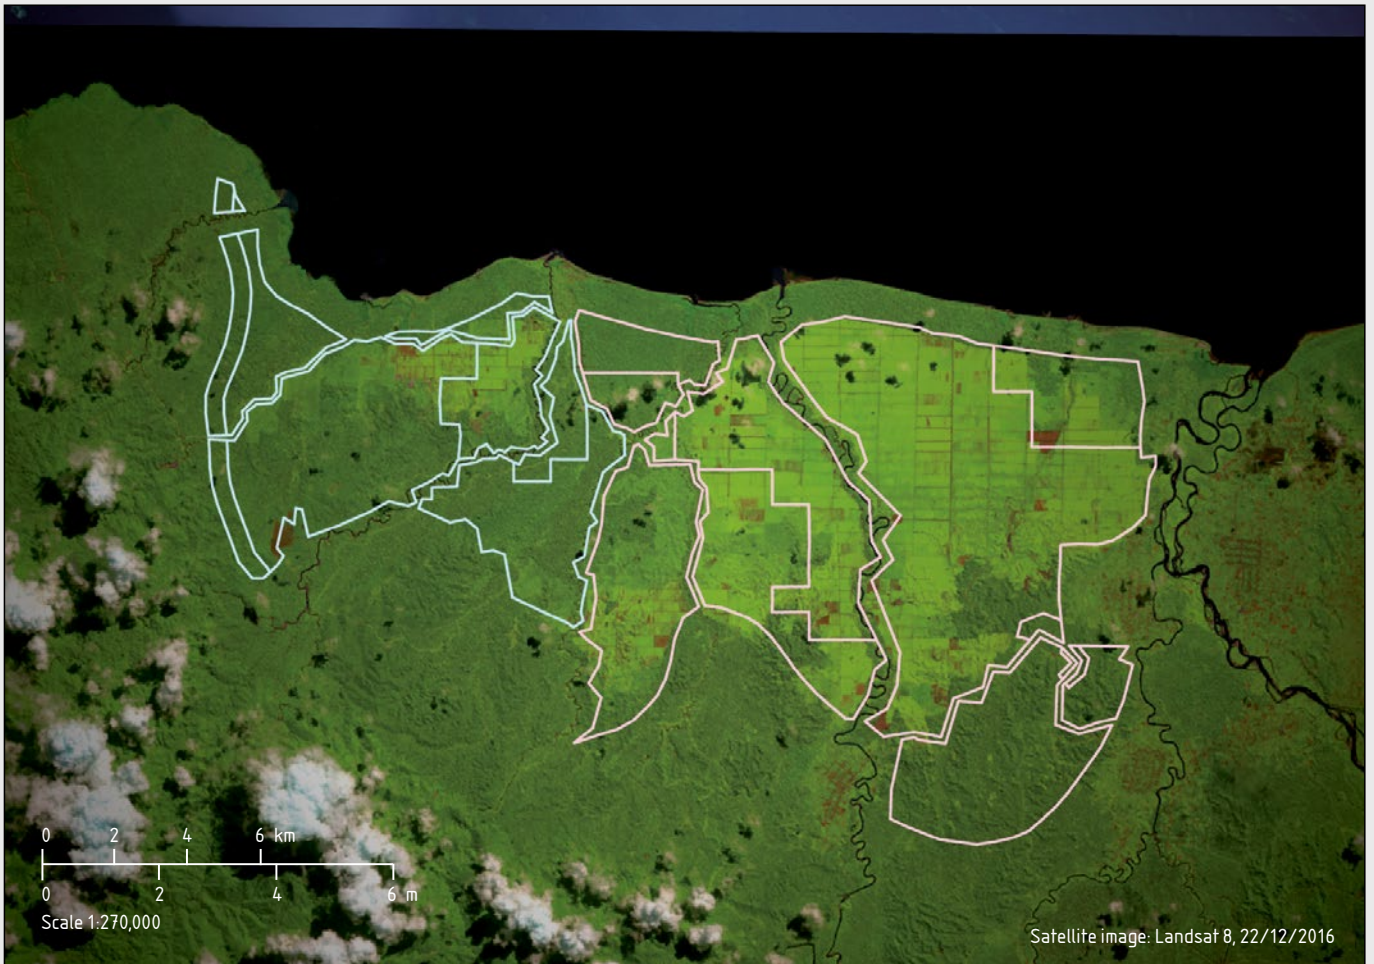 0 2 4 6 km
0 2 4 6 m
Scale 1:270,000
Satellite image: Landsat 8, 22/12/2016